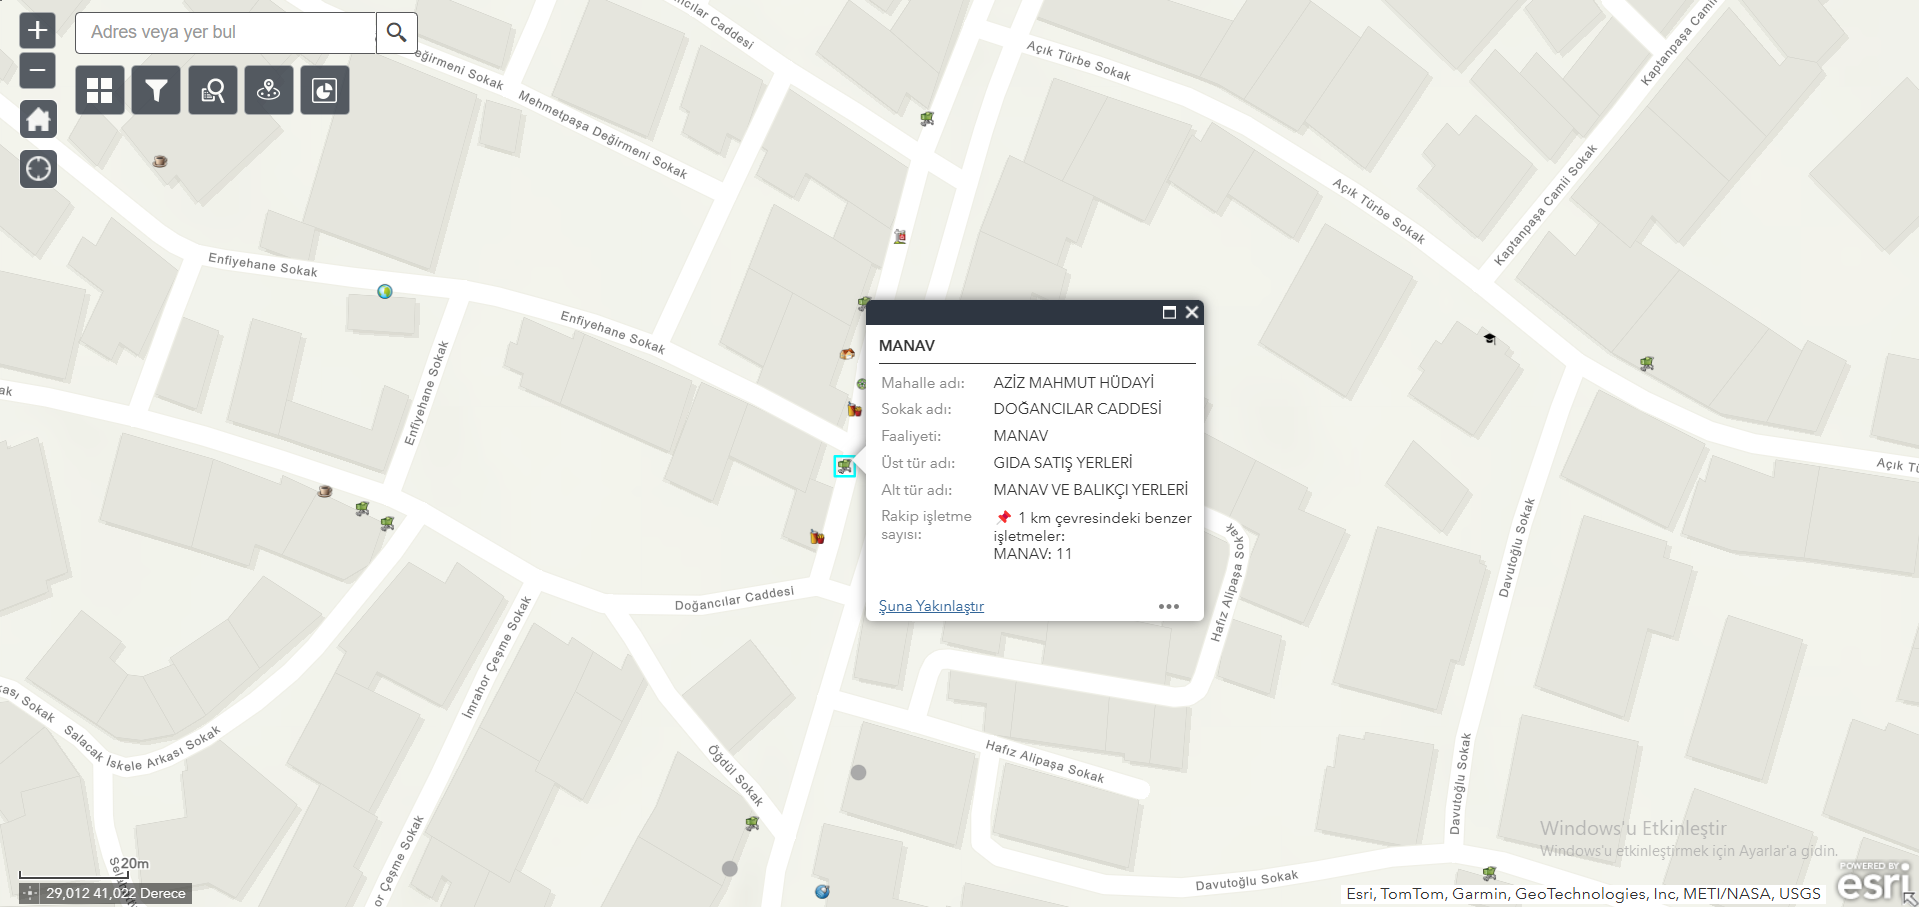 Adres veya yer bul
ncılar Caddesi
Değirmeni Sokak
Mehmetpaşa Değirmeni Sokak
Açık Türbe Sokak
Kaptanpaşa Camii
Kaptanpaşa Camii Sokak
Açık Türbe Sokak
Enfiyehane Sokak
Enfiyehane Sokak
Enfiyehane Sokak
ak
MANAV
Mahalle adı: AZİZ MAHMUT HÜDAYİ
Sokak adı: DOĞANCILAR CADDESİ
Faaliyeti: MANAV
Üst tür adı: GIDA SATIŞ YERLERİ
Alt tür adı: MANAV VE BALIKÇI YERLERİ
Rakip işletme sayısı: 📌 1 km çevresindeki benzer
işletmeler:
MANAV: 11
Şuna Yakınlaştır
Açık T
Davutoğlu Sokak
Hafız Alipaşa Sokak
Doğancılar Caddesi
İmrahor Çeşme Sokak
kası Sokak
Salacak İskele Arkası Sokak
Öğdül Sokak
Hafız Alipaşa Sokak
Davutoğlu Sokak
Çeşme Sokak
Davutoğlu Sokak
20m
29,012 41,022 Derece
Windows'u Etkinleştir
Windows'u etkinleştirmek için Ayarlar'a gidin.
POWERED BY
esri
Esri, TomTom, Garmin, GeoTechnologies, Inc, METI/NASA, USGS